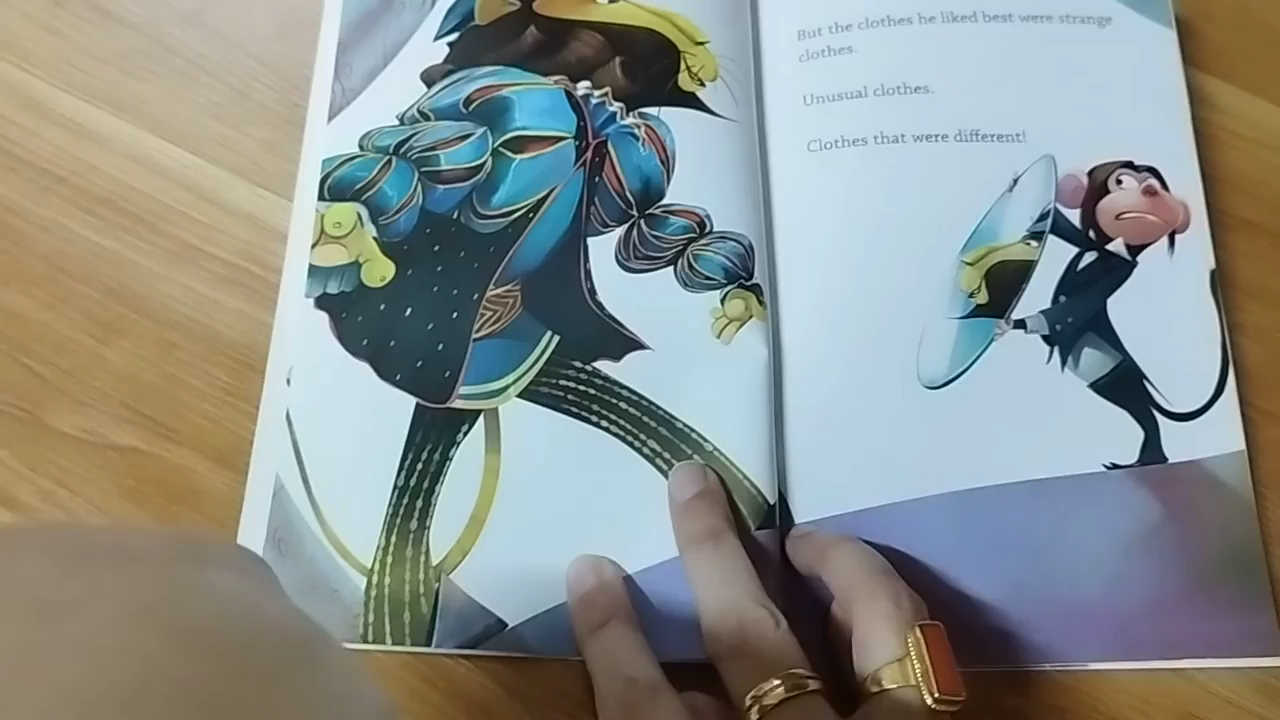 But the clothes he liked best were strange
clothes.
Unusual clothes.
Clothes that were different!